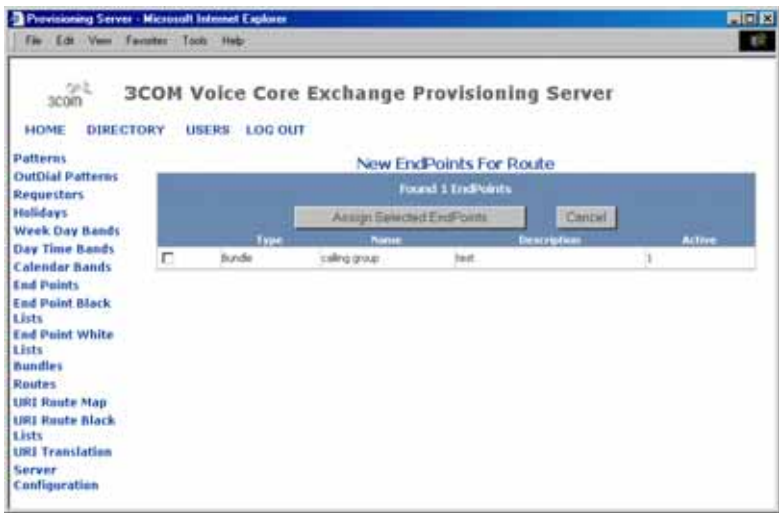 Provisioning Server - Microsoft Internet Explorer
File Edit View Favorites Tools Help
3com
3COM Voice Core Exchange Provisioning Server
HOME DIRECTORY USERS LOG OUT
Patterns
OutDial Patterns
Requestors
Holidays
Week Day Bands
Day Time Bands
Calendar Bands
End Points
End Point Black
Lists
End Point White
Lists
Bundles
Routes
URI Route Map
URI Route Black
Lists
URI Translation
Server
Configuration
New EndPoints For Route
Found 1 EndPoints
Assign Selected EndPoints Cancel
Type Name Description Active
Bundle calling group test 1